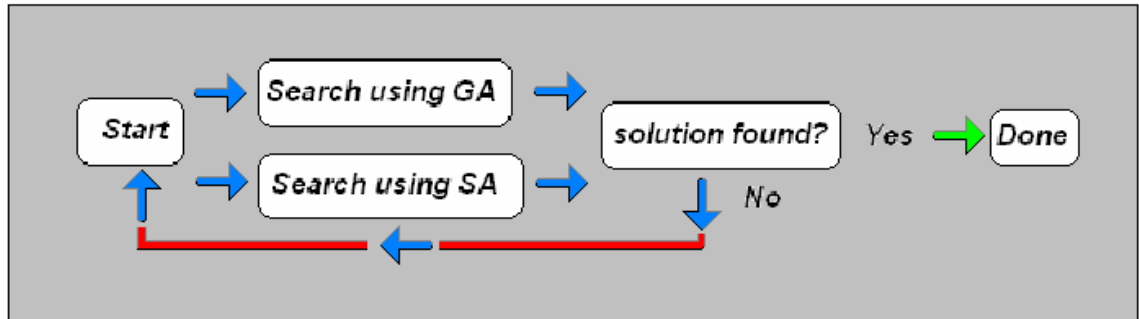 Start
Search using GA
Search using SA
solution found?
Yes
No
Done